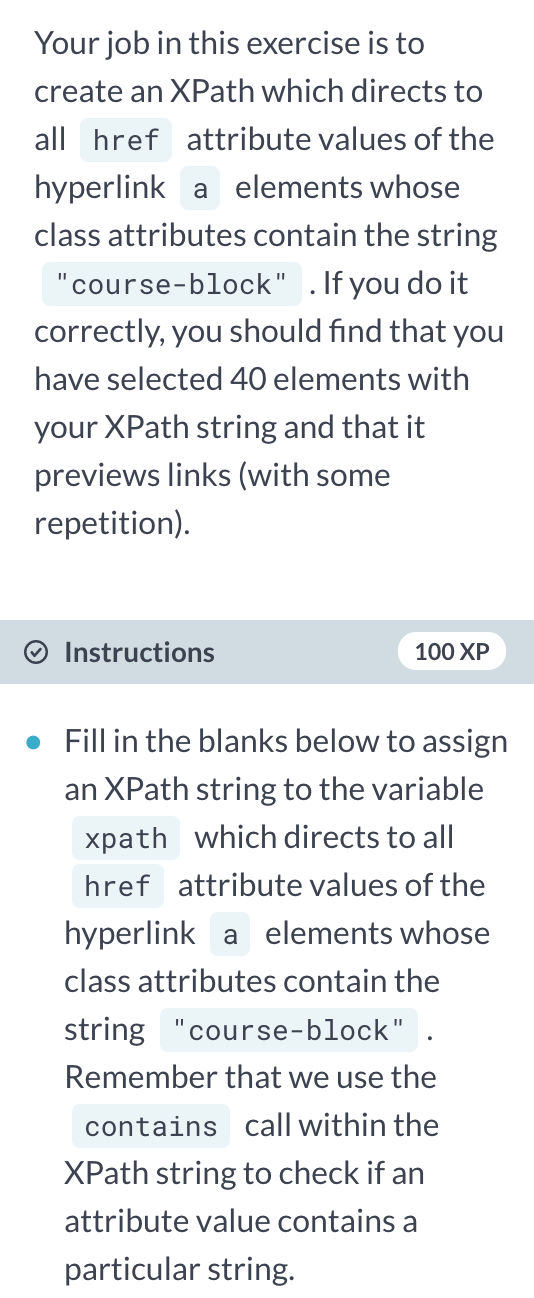 Your job in this exercise is to
create an XPath which directs to
all href attribute values of the
hyperlink a elements whose
class attributes contain the string
"course-block" . If you do it
correctly, you should find that you
have selected 40 elements with
your XPath string and that it
previews links (with some
repetition).
Instructions 100 XP
Fill in the blanks below to assign
an XPath string to the variable
xpath which directs to all
href attribute values of the
hyperlink a elements whose
class attributes contain the
string "course-block" .
Remember that we use the
contains call within the
XPath string to check if an
attribute value contains a
particular string.